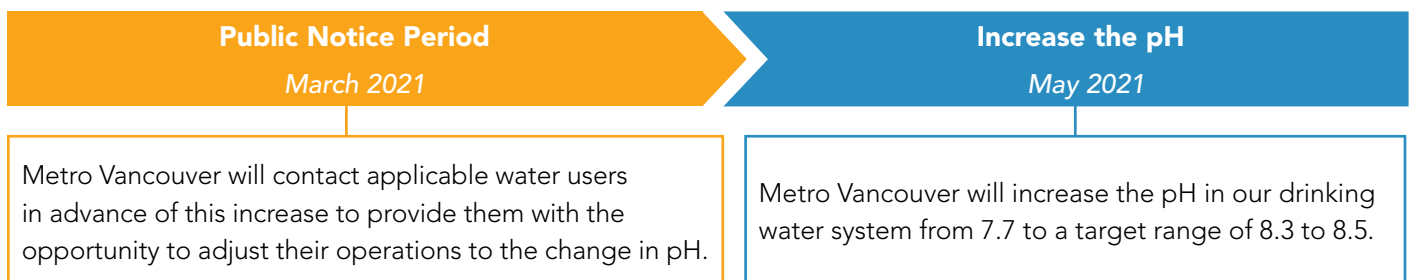 Public Notice Period
March 2021
Metro Vancouver will contact applicable water users
in advance of this increase to provide them with the
opportunity to adjust their operations to the change in pH.
Increase the pH
May 2021
Metro Vancouver will increase the pH in our drinking
water system from 7.7 to a target range of 8.3 to 8.5.